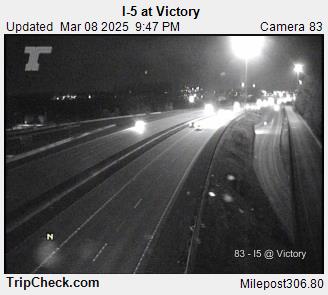 I-5 at Victory
Updated  Mar 08 2025  9:47 PM
Camera 83
T
N
83 - I5 @ Victory
TripCheck.com
Milepost306.80